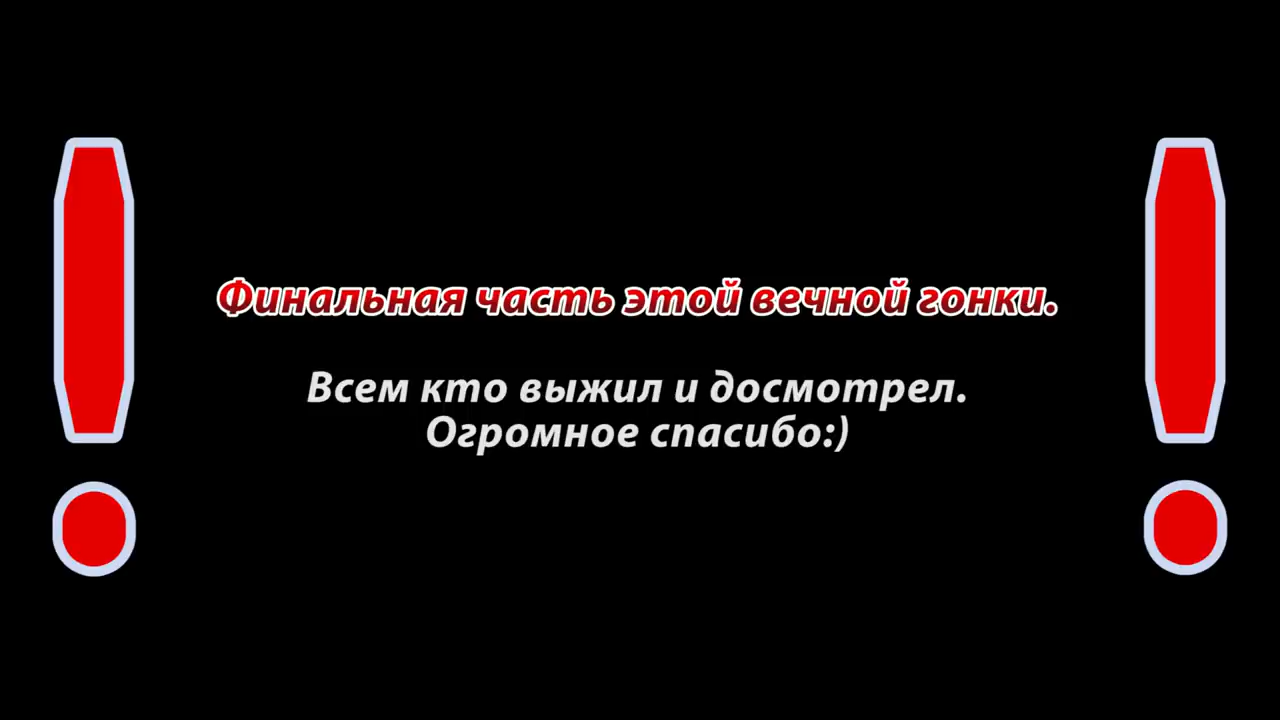 Финальная часть этой вечной гонки.
Всем кто выжил и досмотрел.
Огромное спасибо:)